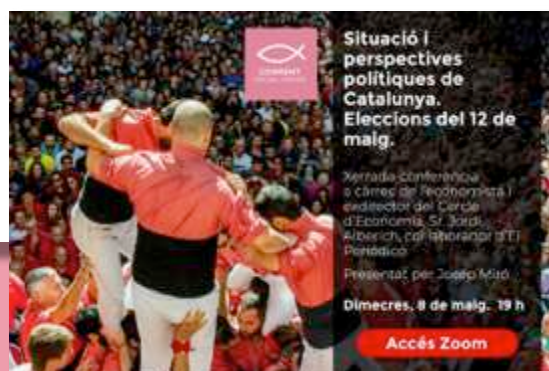 CORRENT
Situació i
perspectives
polítiques de
Catalunya.
Eleccions del 12 de
maig.
Xerrada-conferència
a càrrec de l'economista i
exdirector del Cercle
d'Economia, Sr. Jordi
Alberich, col·laborador d'El
Periódico
Presentat per Josep Miró
Dimecres, 8 de maig. 19 h
Accés Zoom